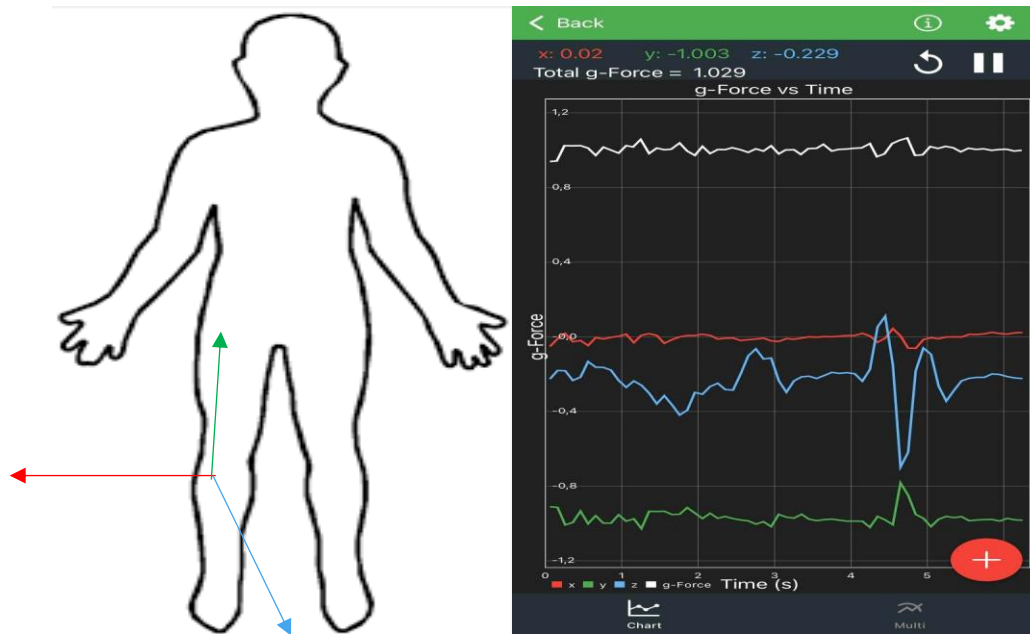 Back
x: 0.02 y: -1.003 z: -0.229
Total g-Force = 1.029
g-Force vs Time
1,2
0,8
0,4
0,0
-0,4
-0,8
-1,2
g-Force
0 1 2 3 4 5
x y z g-Force Time (s)
Chart Multi